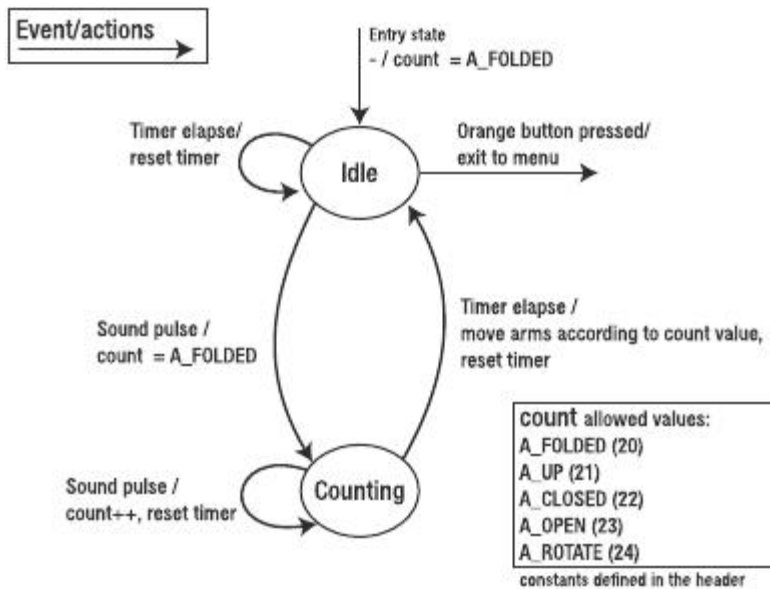 Event/actions
Entry state
- / count = A_FOLDED
Timer elapse/
reset timer
Orange button pressed/
exit to menu
Idle
Sound pulse /
count = A_FOLDED
Timer elapse /
move arms according to count value,
reset timer
Sound pulse /
count++, reset timer
Counting
count allowed values:
A_FOLDED (20)
A_UP (21)
A_CLOSED (22)
A_OPEN (23)
A_ROTATE (24)
constants defined in the header